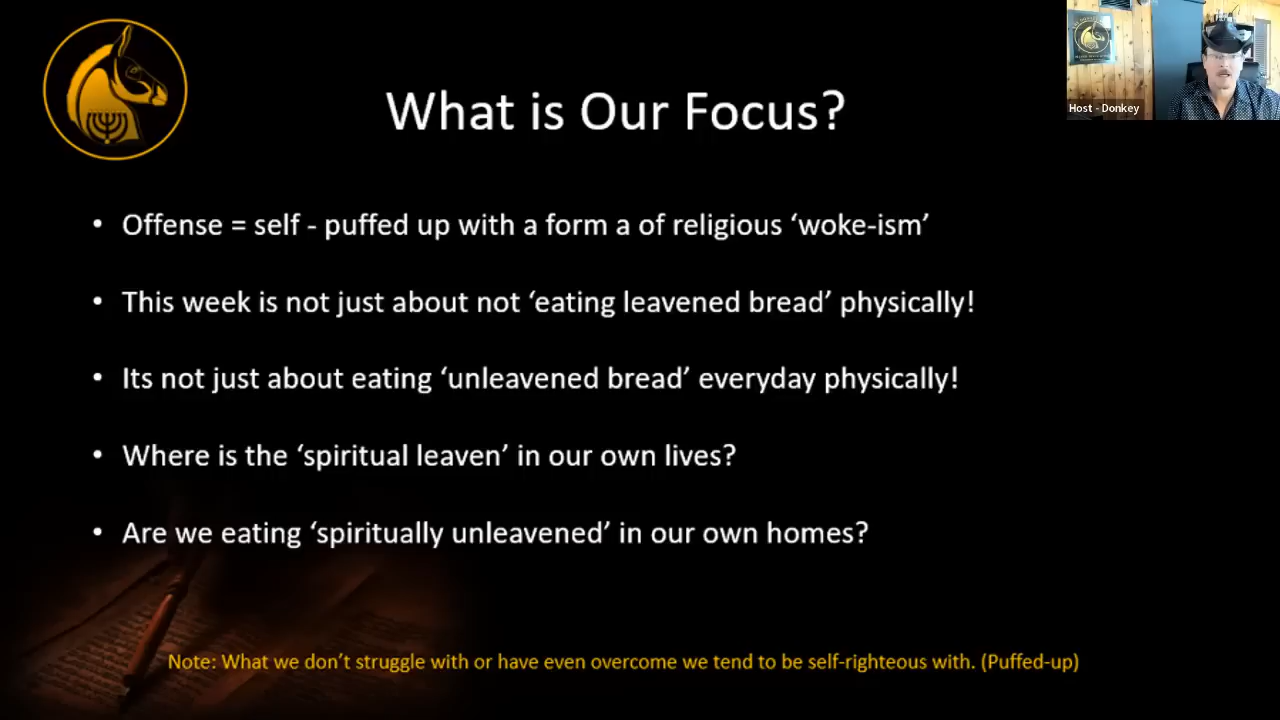 What is Our Focus?
Host - Donkey
• Offense = self - puffed up with a form a of religious ‘woke-ism’
• This week is not just about not ‘eating leavened bread’ physically!
• Its not just about eating ‘unleavened bread’ everyday physically!
• Where is the ‘spiritual leaven’ in our own lives?
• Are we eating ‘spiritually unleavened’ in our own homes?
Note: What we don’t struggle with or have even overcome we tend to be self-righteous with. (Puffed-up)